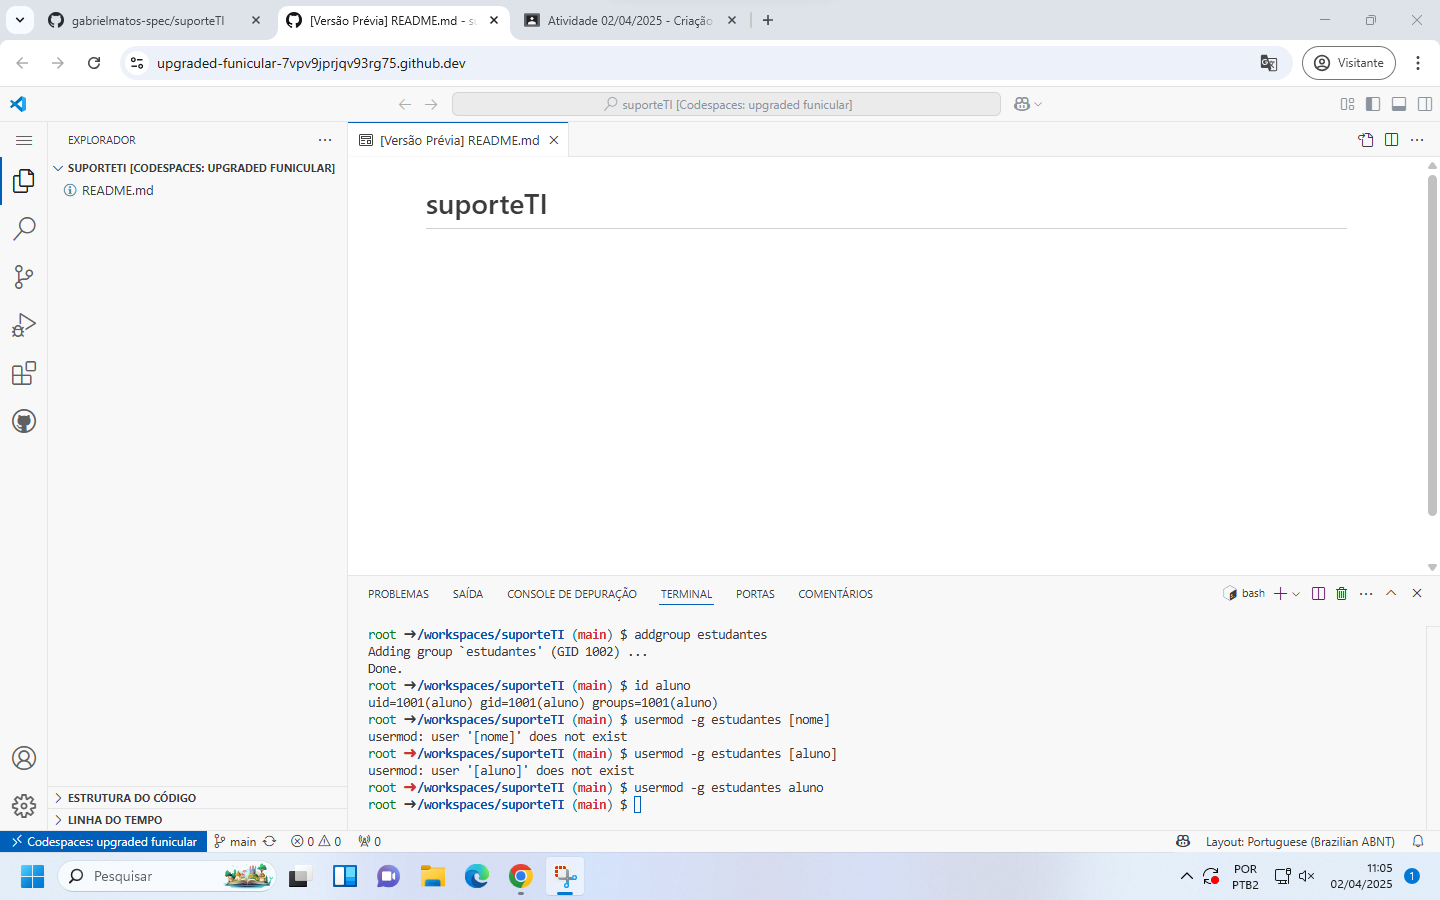 gabrielmatos-spec/suporteTI
[Versão Prévia] README.md - su
Atividade 02/04/2025 - Criação
upgraded-funicular-7vpv9jprjqv93rg75.github.dev
Visitante
suporteTI [Codespaces: upgraded funicular]
EXPLORADOR
SUPORTETI [CODESPACES: UPGRADED FUNICULAR]
README.md
[Versão Prévia] README.md
suporteTI
PROBLEMAS SAÍDA CONSOLE DE DEPURAÇÃO TERMINAL PORTAS COMENTÁRIOS
bash
root ➜/workspaces/suporteTI (main) $ addgroup estudantes
Adding group `estudantes' (GID 1002) ...
Done.
root ➜/workspaces/suporteTI (main) $ id aluno
uid=1001(aluno) gid=1001(aluno) groups=1001(aluno)
root ➜/workspaces/suporteTI (main) $ usermod -g estudantes [nome]
usermod: user '[nome]' does not exist
root ➜/workspaces/suporteTI (main) $ usermod -g estudantes [aluno]
usermod: user '[aluno]' does not exist
root ➜/workspaces/suporteTI (main) $ usermod -g estudantes aluno
root ➜/workspaces/suporteTI (main) $
ESTRUTURA DO CÓDIGO
LINHA DO TEMPO
Codespaces: upgraded funicular main 0 0 0 Layout: Portuguese (Brazilian ABNT)
Pesquisar
POR
PTB2
11:05
02/04/2025
1